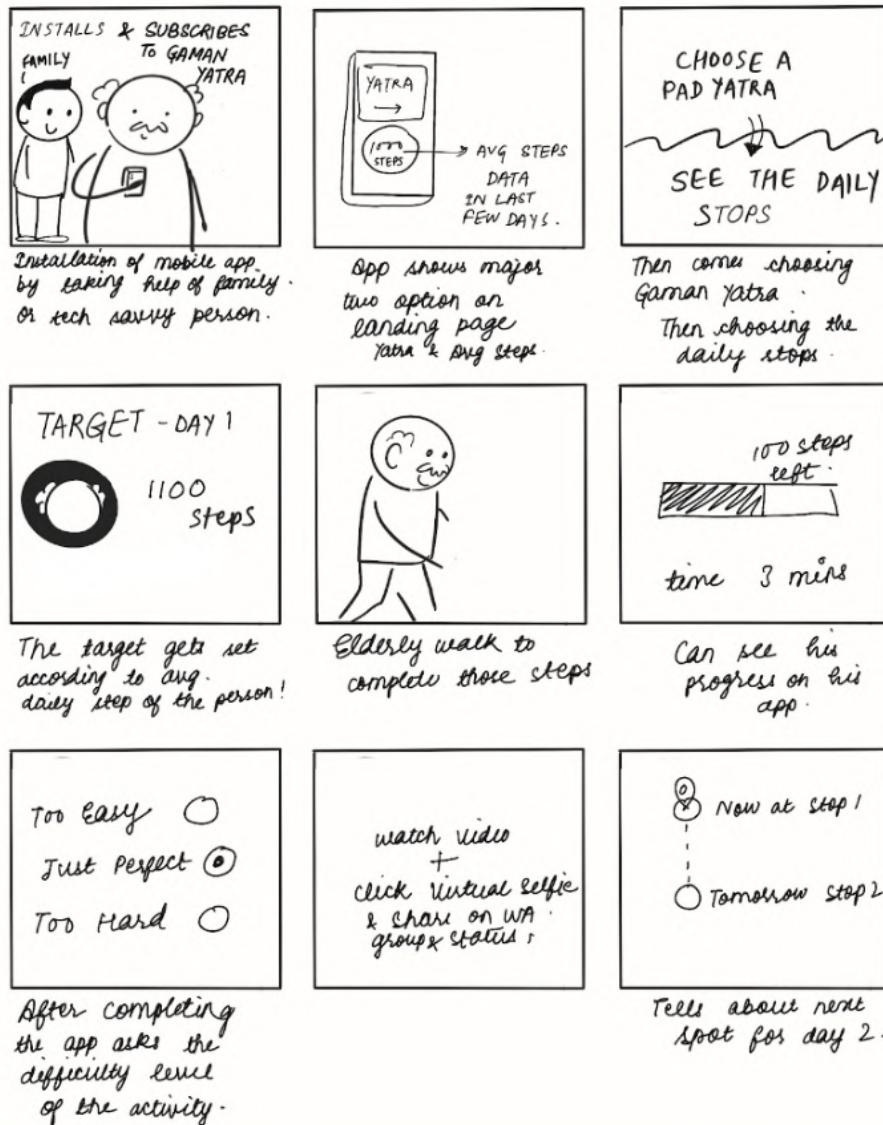 INSTALLS & SUBSCRIBES
TO GAMAN
YATRA
FAMILY
Installation of mobile app
by taking help of family.
or tech savvy person.
YATRA
1000
STEPS
AVG STEPS
DATA
IN LAST
FEW DAYS.
App shows major
two option on
landing page
Yatra & Avg Steps.
CHOOSE A
PAD YATRA
SEE THE DAILY
STOPS
Then comes choosing
Gaman Yatra.
Then choosing the
daily stops.
TARGET - DAY 1
1100
steps
The target gets set
according to avg.
daily step of the person!
Elderly walk to
complete those steps
100 steps
left.
time 3 mins
Can see his
progress on his
app.
Too Easy
Just Perfect
Too Hard
After completing
the app asks the
difficulty level
of the activity.
watch video
+
click virtual selfie
& share on WA
group & status.
Now at stop 1
Tomorrow stop 2
Tells about next
spot for day 2.